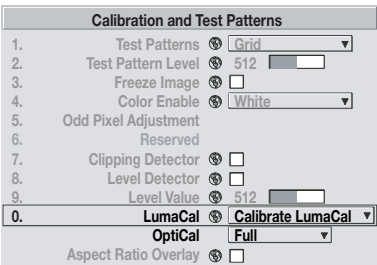 Calibration and Test Patterns
1. Test Patterns Grid
2. Test Pattern Level 512
3. Freeze Image
4. Color Enable White
5. Odd Pixel Adjustment
6. Reserved
7. Clipping Detector
8. Level Detector
9. Level Value 512
0. LumaCal Calibrate LumaCal
OptiCal Full
Aspect Ratio Overlay